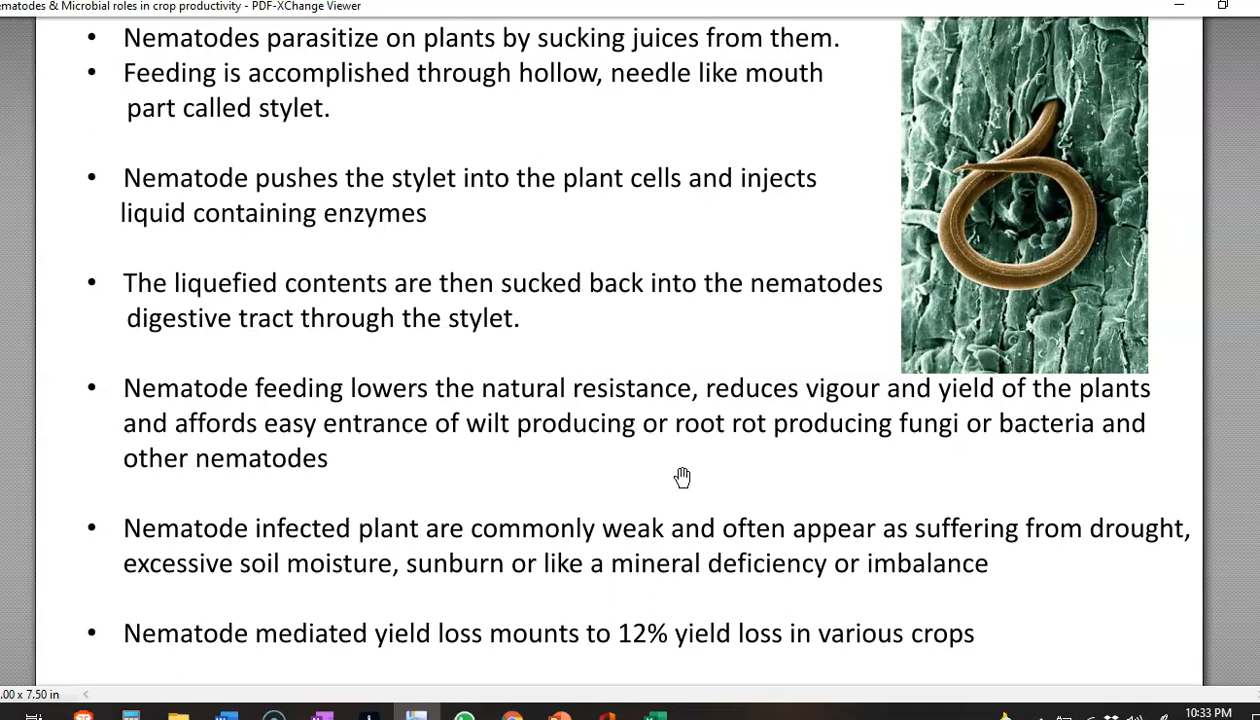 ematodes & Microbial roles in crop productivity - PDF-XChange Viewer
• Nematodes parasitize on plants by sucking juices from them.
• Feeding is accomplished through hollow, needle like mouth
part called stylet.
• Nematode pushes the stylet into the plant cells and injects
liquid containing enzymes
• The liquefied contents are then sucked back into the nematodes
digestive tract through the stylet.
• Nematode feeding lowers the natural resistance, reduces vigour and yield of the plants
and affords easy entrance of wilt producing or root rot producing fungi or bacteria and
other nematodes
• Nematode infected plant are commonly weak and often appear as suffering from drought,
excessive soil moisture, sunburn or like a mineral deficiency or imbalance
• Nematode mediated yield loss mounts to 12% yield loss in various crops
.00 x 7.50 in
10:33 PM